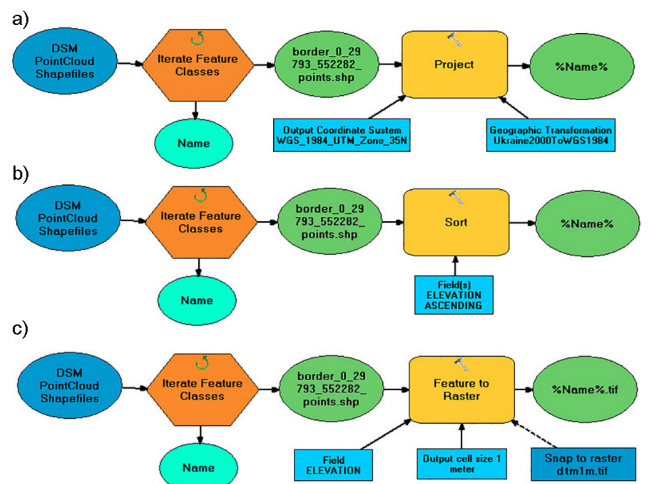 a)
DSM
PointCloud
Shapefiles
Iterate Feature
Classes
border_0_29
793_552282_
points.shp
Project
%Name%
Name
Output Coordinate Sustem
WGS_1984_UTM_Zone_35N
Geographic Transformation
Ukraine2000ToWGS1984
b)
DSM
PointCloud
Shapefiles
Iterate Feature
Classes
border_0_29
793_552282_
points.shp
Sort
%Name%
Name
Field(s)
ELEVATION
ASCENDING
c)
DSM
PointCloud
Shapefiles
Iterate Feature
Classes
border_0_29
793_552282_
points.shp
Feature to
Raster
%Name%.tif
Name
Field
ELEVATION
Output cell size 1
meter
Snap to raster
dtm1m.tif